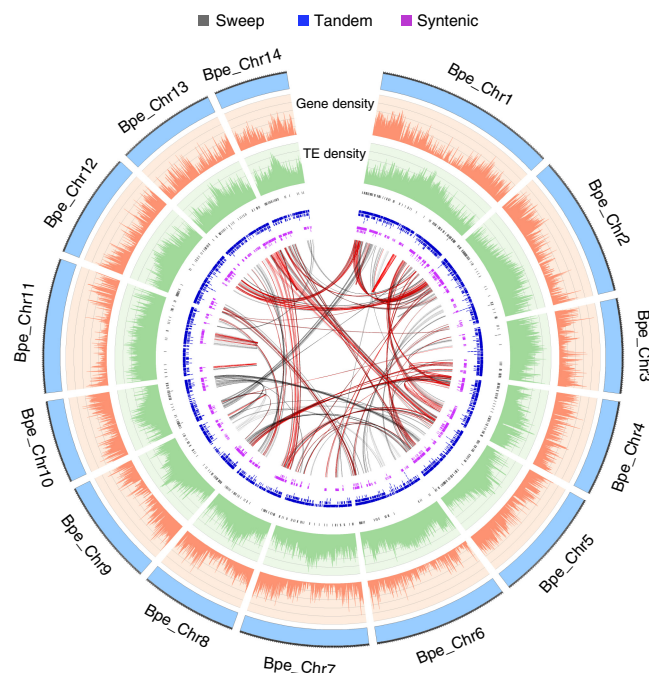 Sweep Tandem Syntenic
Bpe_Chr14
Bpe_Chr1
Bpe_Chr13
Gene density
Bpe_Chr12
TE density
Bpe_Chr2
Bpe_Chr11
Bpe_Chr3
Bpe_Chr10
Bpe_Chr4
Bpe_Chr9
Bpe_Chr5
Bpe_Chr8
Bpe_Chr6
Bpe_Chr7